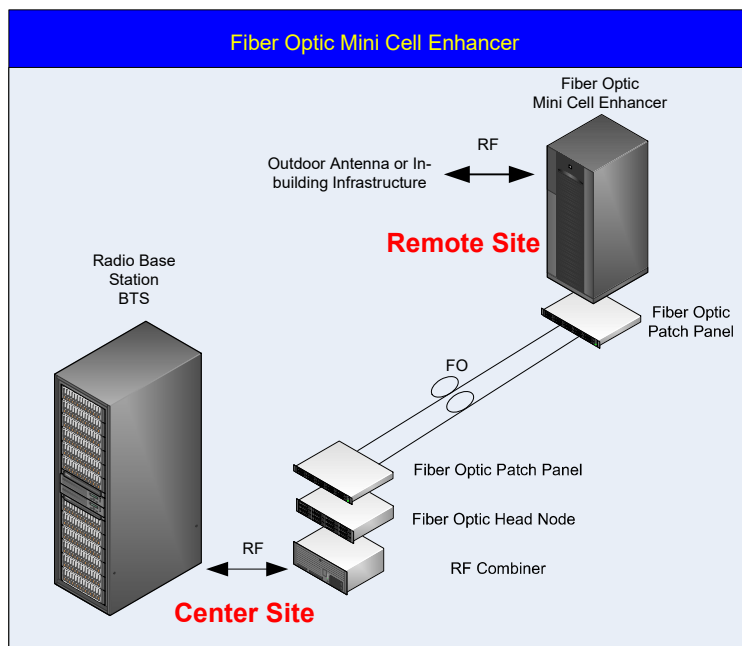 Fiber Optic Mini Cell Enhancer
Fiber Optic
Mini Cell Enhancer
RF
Outdoor Antenna or In-
building Infrastructure
Remote Site
Radio Base
Station
BTS
Fiber Optic
Patch Panel
FO
Fiber Optic Patch Panel
Fiber Optic Head Node
RF
RF Combiner
Center Site